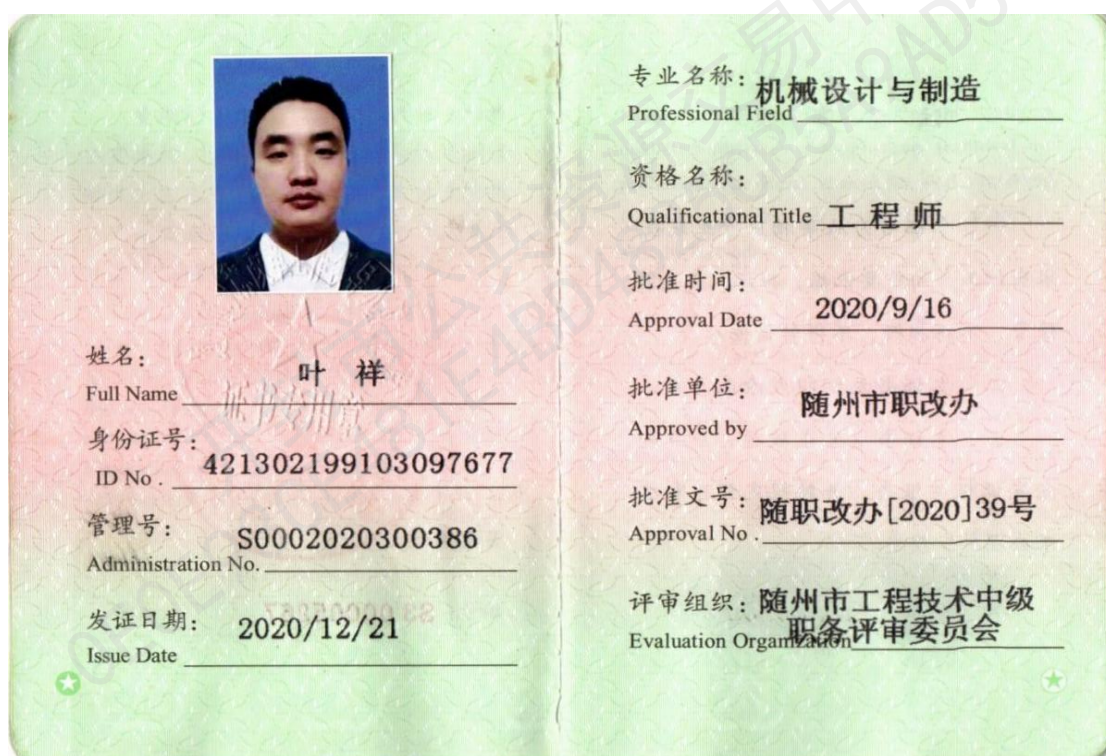 姓名：
Full Name 叶 祥
身份证号：
ID No . 421302199103097677
管理号：
Administration No. S0002020300386
发证日期：
Issue Date 2020/12/21
专业名称：机械设计与制造
Professional Field
资格名称：
Qualificational Title 工 程 师
批准时间：
Approval Date 2020/9/16
批准单位：
Approved by 随州市职改办
批准文号：随职改办[2020]39号
Approval No .
评审组织：随州市工程技术中级
职务评审委员会
Evaluation Organization
证书专用章